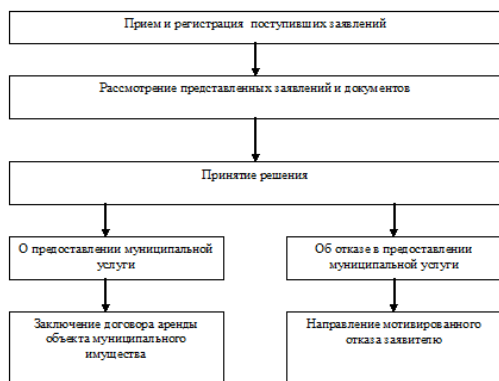 Прием и регистрация поступивших заявлений
Рассмотрение представленных заявлений и документов
Принятие решения
О предоставлении муниципальной
услуги
Об отказе в предоставлении
муниципальной услуги
Заключение договора аренды
объекта муниципального
имущества
Направление мотивированного
отказа заявителю